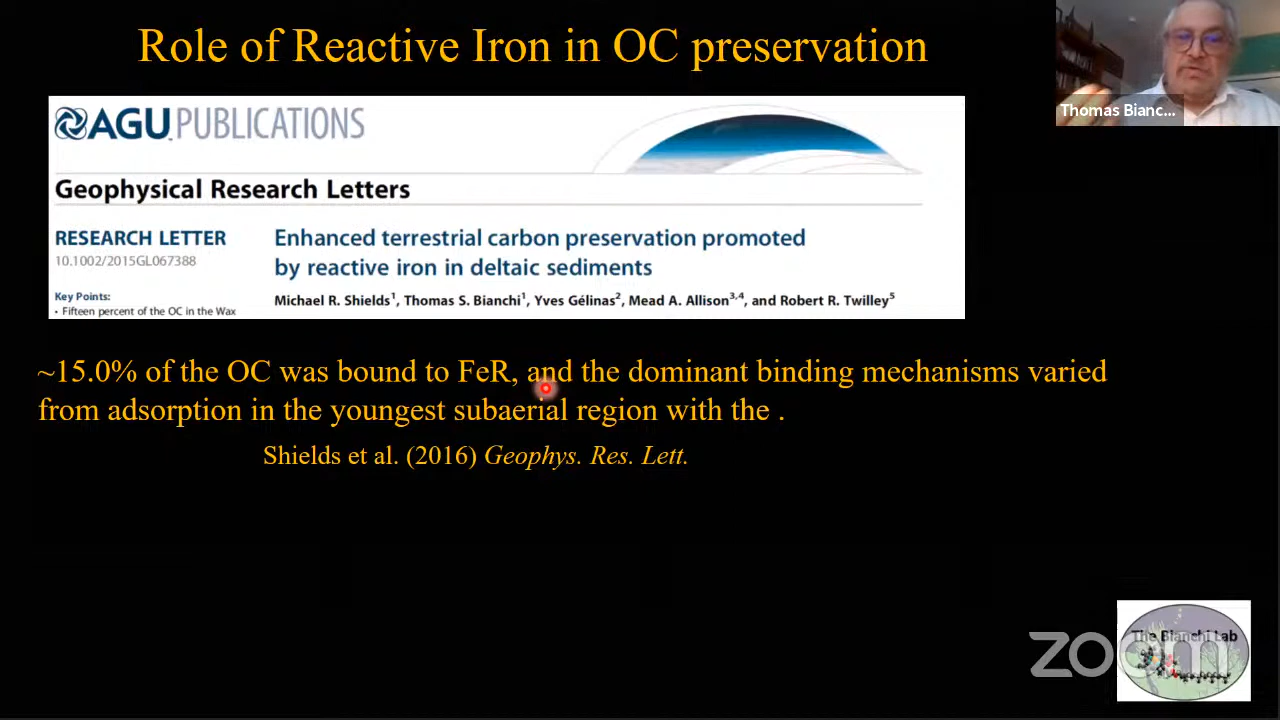 Role of Reactive Iron in OC preservation
Thomas Bianc...
AGU PUBLICATIONS
Geophysical Research Letters
RESEARCH LETTER
10.1002/2015GL067388
Key Points:
• Fifteen percent of the OC in the Wax
Enhanced terrestrial carbon preservation promoted
by reactive iron in deltaic sediments
Michael R. Shields1, Thomas S. Bianchi1, Yves Gélinas2, Mead A. Allison3,4, and Robert R. Twilley5
~15.0% of the OC was bound to FeR, and the dominant binding mechanisms varied
from adsorption in the youngest subaerial region with the .
Shields et al. (2016) Geophys. Res. Lett.
The Bianchi Lab
zoom